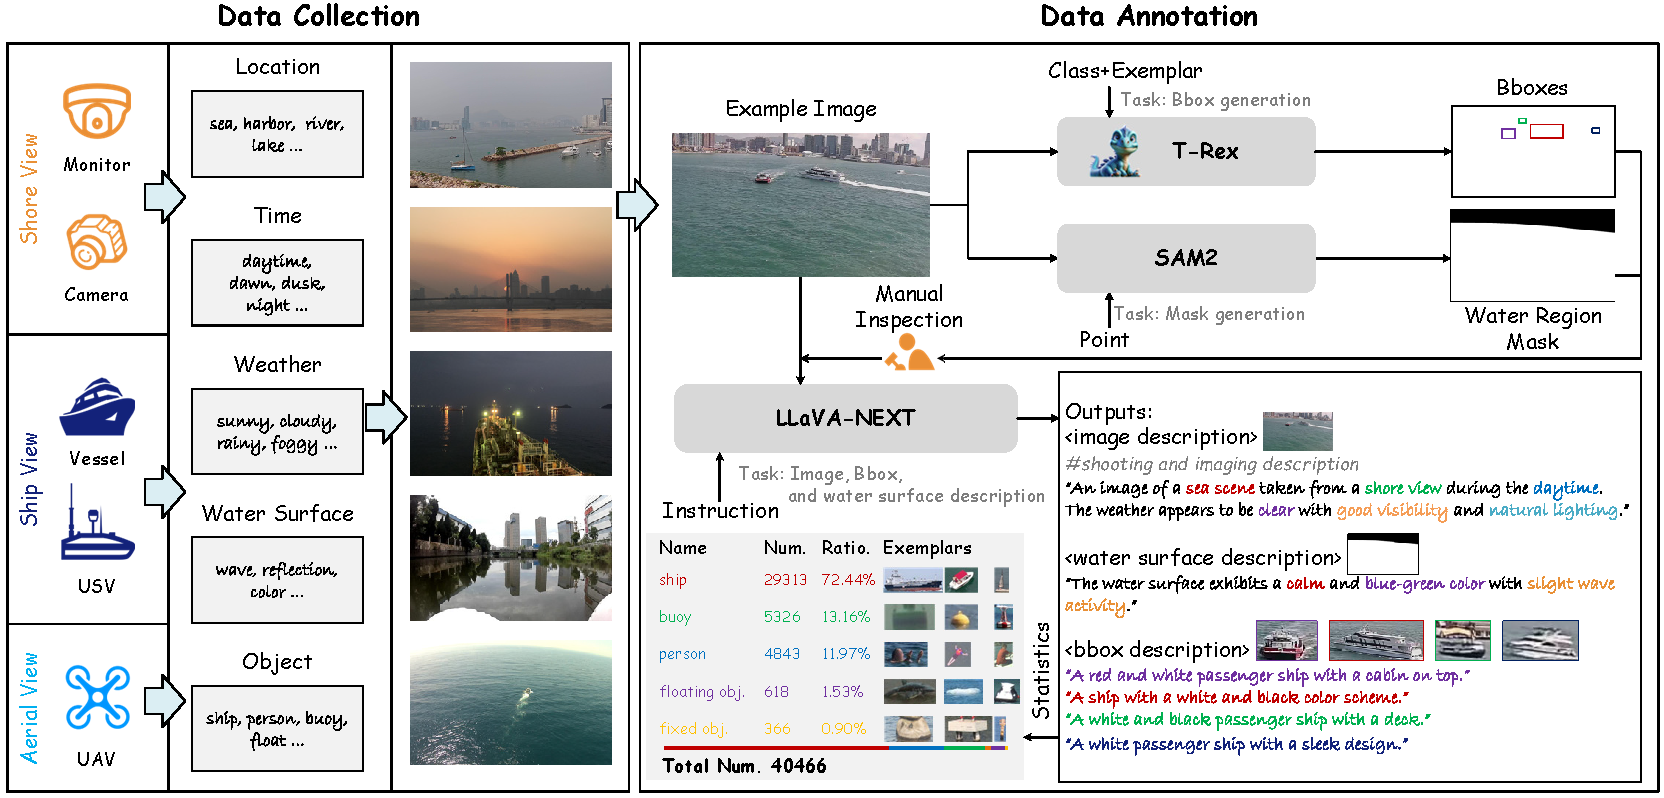 Data Collection
Data Annotation
Shore View
Monitor
Camera
Ship View
Vessel
USV
Aerial View
UAV
Location
sea, harbor, river,
lake ...
Time
daytime,
dawn, dusk,
night ...
Weather
sunny, cloudy,
rainy, foggy ...
Water Surface
wave, reflection,
color ...
Object
ship, person, buoy,
float ...
Example Image
Class+Exemplar
Task: Bbox generation
T-Rex
Bboxes
SAM2
Task: Mask generation
Point
Water Region
Mask
Manual
Inspection
LLaVA-NEXT
Task: Image, Bbox,
and water surface description
Instruction
Name Num. Ratio. Exemplars
ship 29313 72.44%
buoy 5326 13.16%
person 4843 11.97%
floating obj. 618 1.53%
fixed obj. 366 0.90%
Total Num. 40466
Statistics
Outputs:
<image description>
#shooting and imaging description
“An image of a sea scene taken from a shore view during the daytime.
The weather appears to be clear with good visibility and natural lighting.”
<water surface description>
“The water surface exhibits a calm and blue-green color with slight wave
activity.”
<bbox description>
“A red and white passenger ship with a cabin on top.”
“A ship with a white and black color scheme.”
“A white and black passenger ship with a deck.”
“A white passenger ship with a sleek design.”